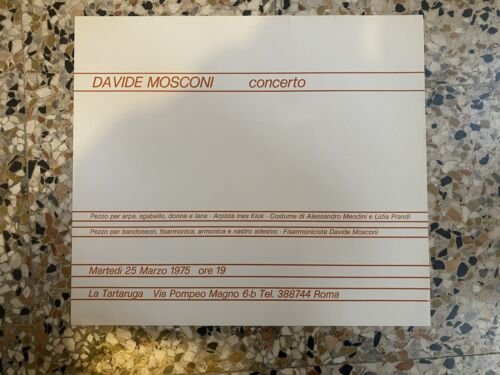 DAVIDE MOSCONI concerto
Pezzo per arpa, sgabello, donna e lana - Arpista Ines Klok - Costume di Alessandro Mendini e Lidia Prandi
Pezzo per bandoneon, fisarmonica, armonica e nastro adesivo - Fisarmonicista Davide Mosconi
Martedì 25 Marzo 1975 ore 19
La Tartaruga Via Pompeo Magno 6·b Tel. 388744 Roma